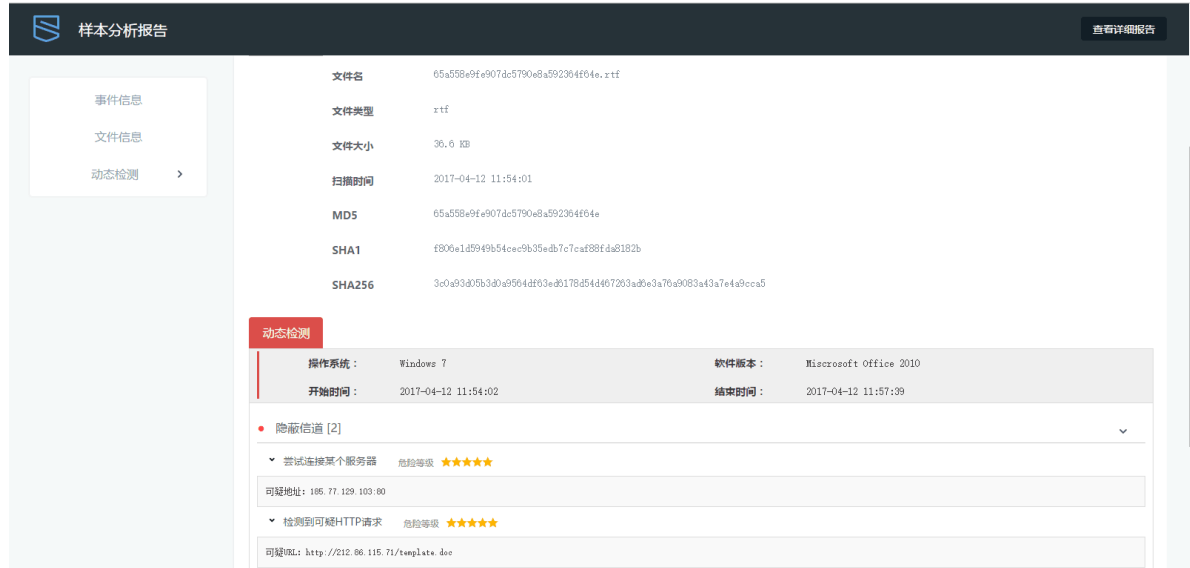 样本分析报告
查看详细报告
事件信息
文件信息
动态检测
文件名 65a558e9fe907dc5790e8a592364f64e.rtf
文件类型 rtf
文件大小 36.6 KB
扫描时间 2017-04-12 11:54:01
MD5 65a558e9fe907dc5790e8a592364f64e
SHA1 f806e1d5949b54cec9b35edb7c7caf88fda8182b
SHA256 3c0a93d05b3d0a9564df63ed6178d54d467263ad6e3a76a9083a43a7e4a9cca5
动态检测
操作系统： Windows 7 软件版本： Miscrosoft Office 2010
开始时间： 2017-04-12 11:54:02 结束时间： 2017-04-12 11:57:39
隐蔽信道 [2]
尝试连接某个服务器 危险等级
可疑地址: 185.77.129.103:80
检测到可疑HTTP请求 危险等级
可疑URL: http://212.86.115.71/template.doc